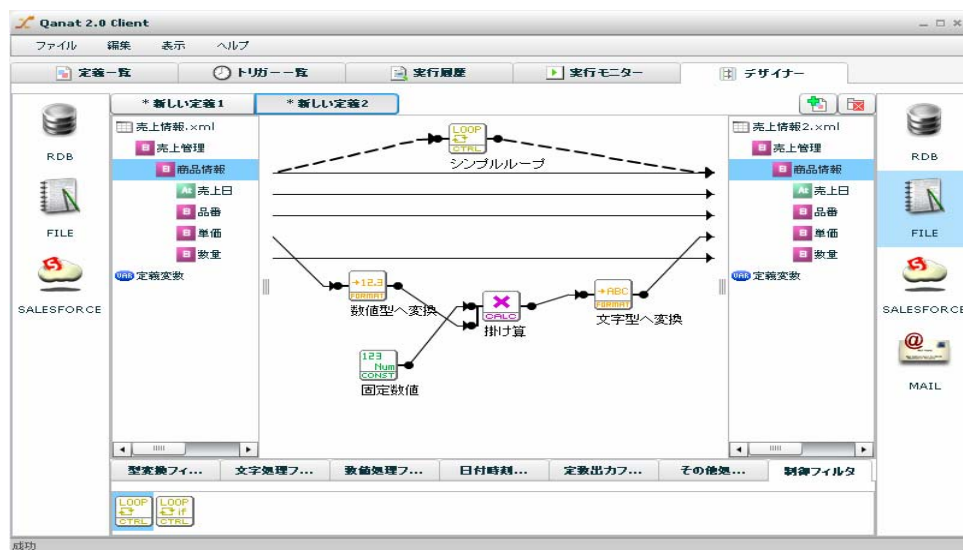 Qanat 2.0 Client
ファイル 編集 表示 ヘルプ
定義一覧 トリガー一覧 実行履歴 実行モニター デザイナー
* 新しい定義1 * 新しい定義2
RDB
FILE
SALESFORCE
売上情報.xml
売上管理
商品情報
At 売上日
E 品番
E 単価
E 数量
VAR 定義変数
LOOP
CTRL
シンプルループ
→12.3
FORMAT
数値型へ変換
123
Num
CONST
固定数値
CALC
掛け算
→ABC
FORMAT
文字型へ変換
売上情報2.xml
売上管理
商品情報
At 売上日
E 品番
E 単価
E 数量
VAR 定義変数
RDB
FILE
SALESFORCE
MAIL
型変換フィ... 文字処理フ... 数値処理フ... 日付時刻... 定数出力フ... その他処... 制御フィルタ
LOOP
CTRL
LOOP
if
CTRL
成功